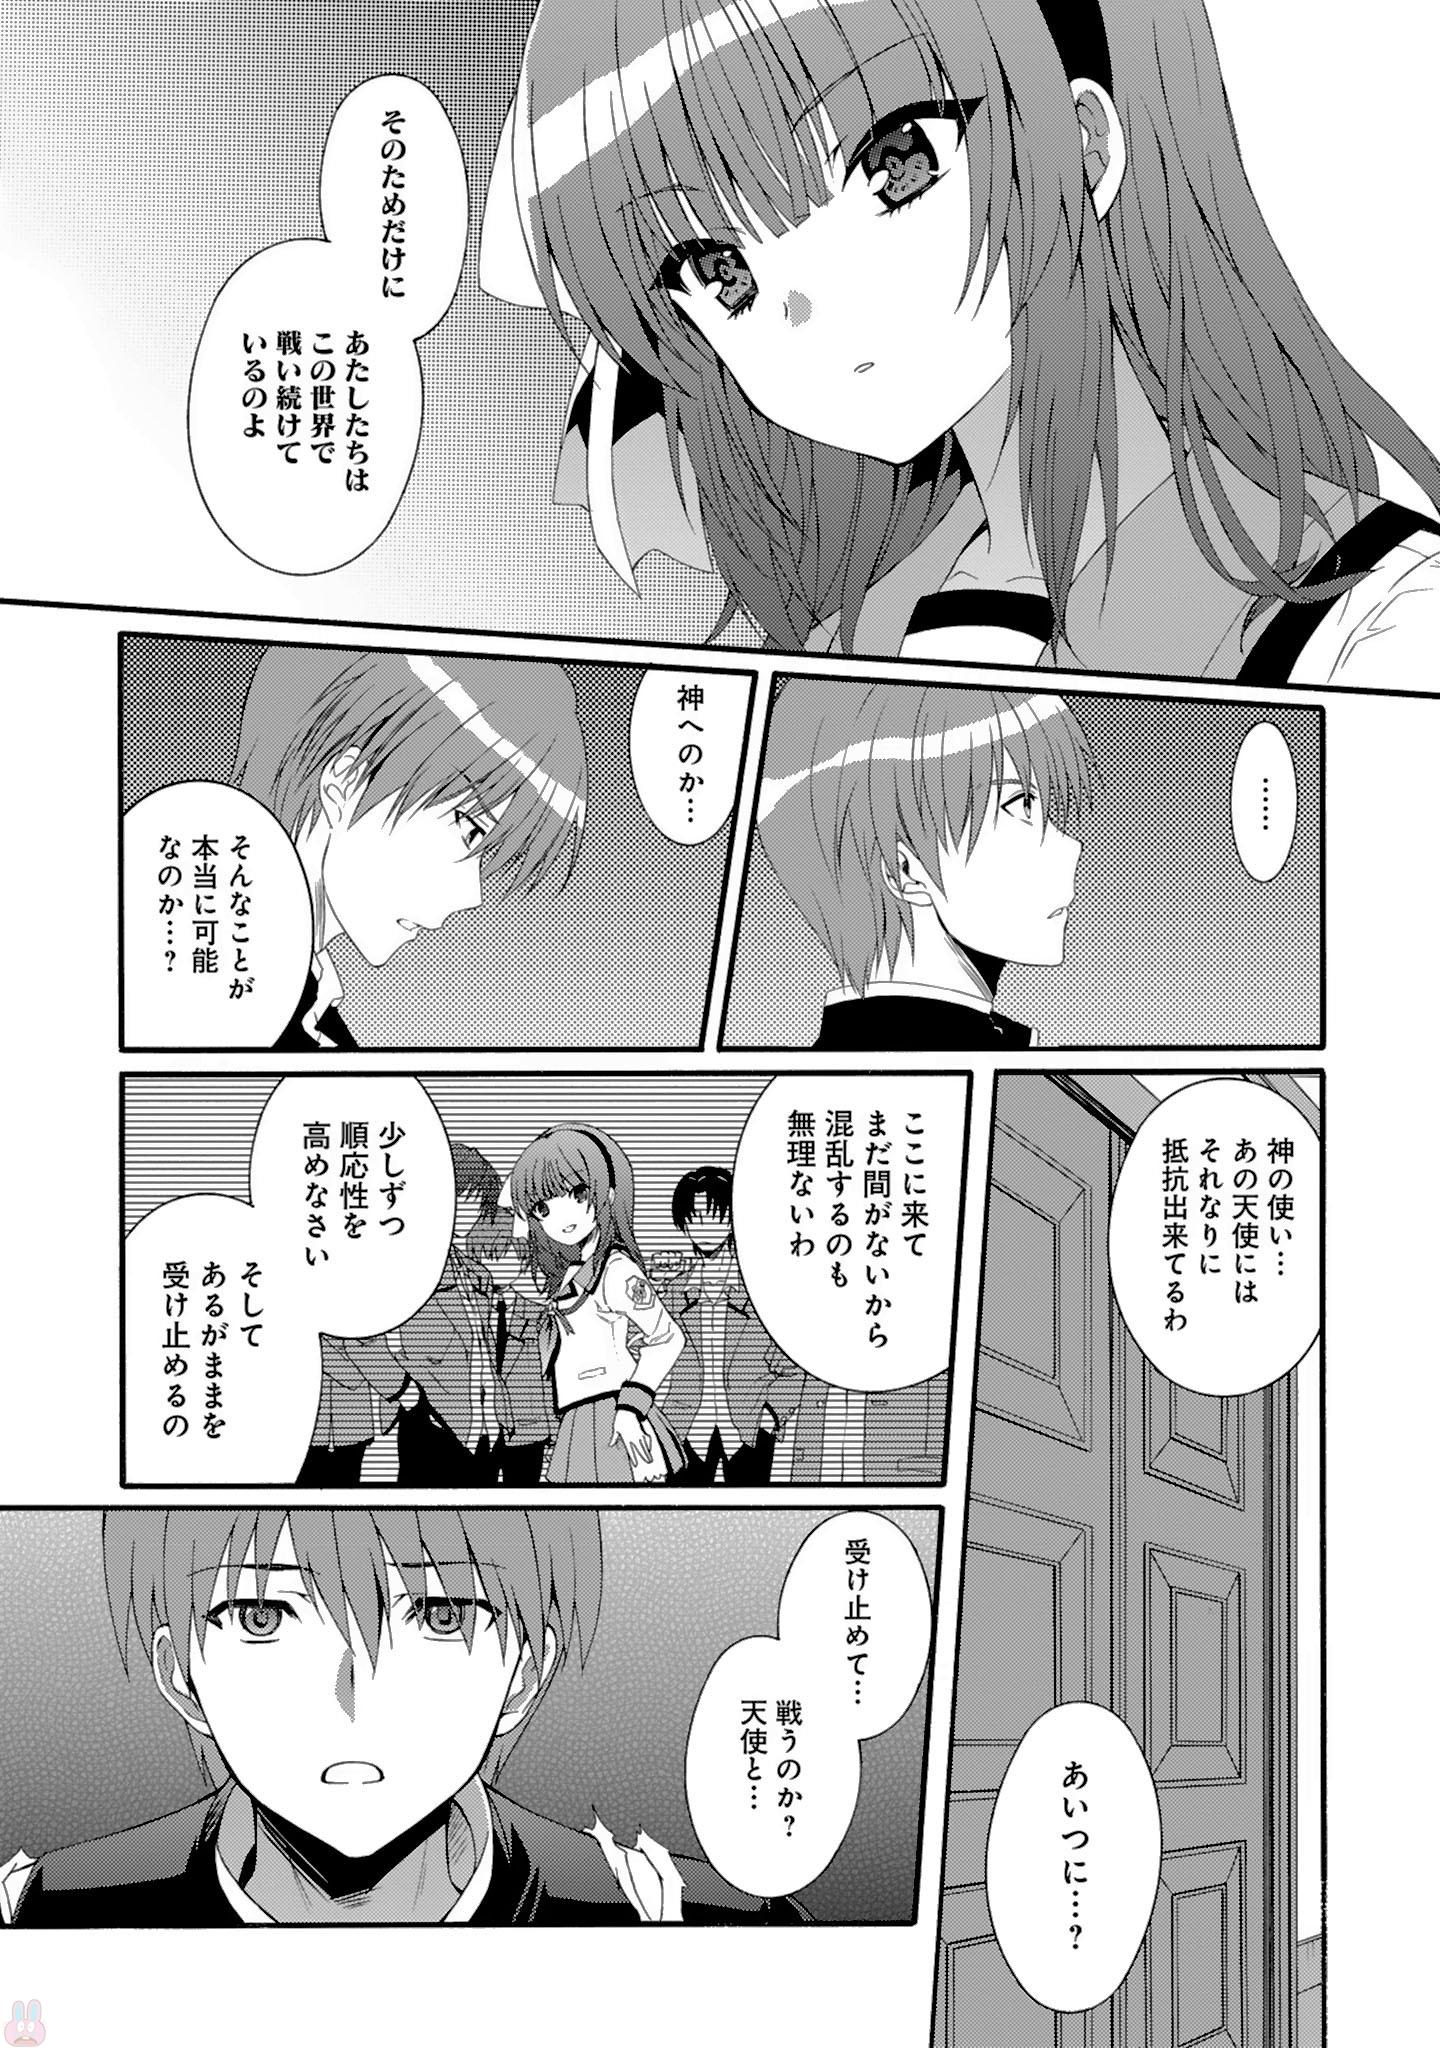 そのためだけに
あたしたちは
この世界で
戦い続けて
いるのよ
……
神へのか…
そんなことが
本当に可能
なのか…?
神の使い…
あの天使には
それなりに
抵抗出来てるわ
あいつに…?
ここに来て
まだ間がないから
混乱するのも
無理ないわ
少しずつ
順応性を
高めなさい
そして
あるがままを
受け止めるの
受け止めて…
戦うのか?
天使と…